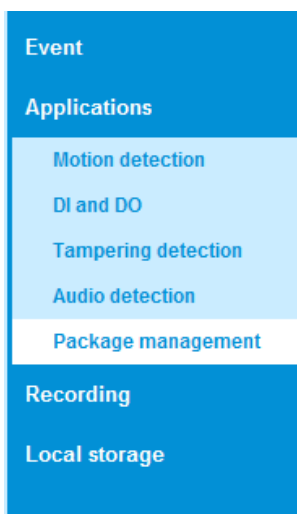 Event
Applications
Motion detection
DI and DO
Tampering detection
Audio detection
Package management
Recording
Local storage